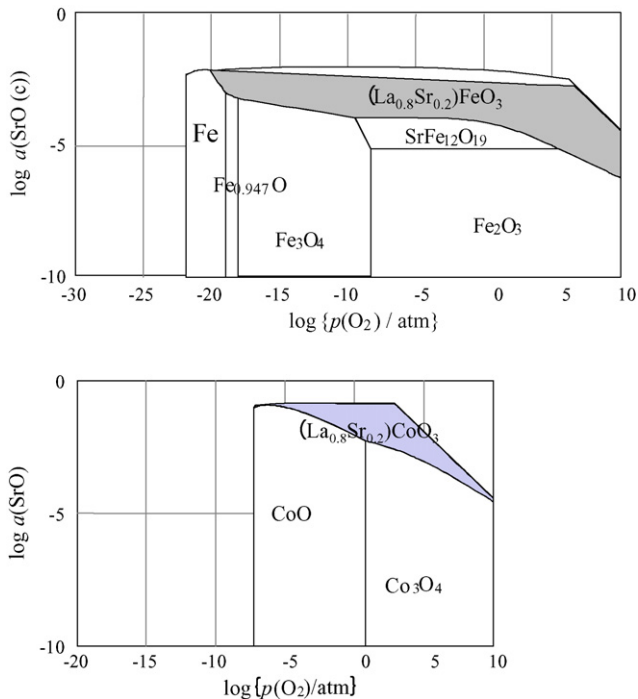 0
log a(SrO (c))
(La₀.₈Sr₀.₂)FeO₃
-5
Fe
SrFe₁₂O₁₉
Fe₀.₉₄₇O
Fe₃O₄
Fe₂O₃
-10
-30 -25 -20 -15 -10 -5 0 5 10
log {p(O₂) / atm}
0
log a(SrO)
(La₀.₈Sr₀.₂)CoO₃
-5
CoO
Co₃O₄
-10
-20 -15 -10 -5 0 5 10
log{p(O₂)/atm}